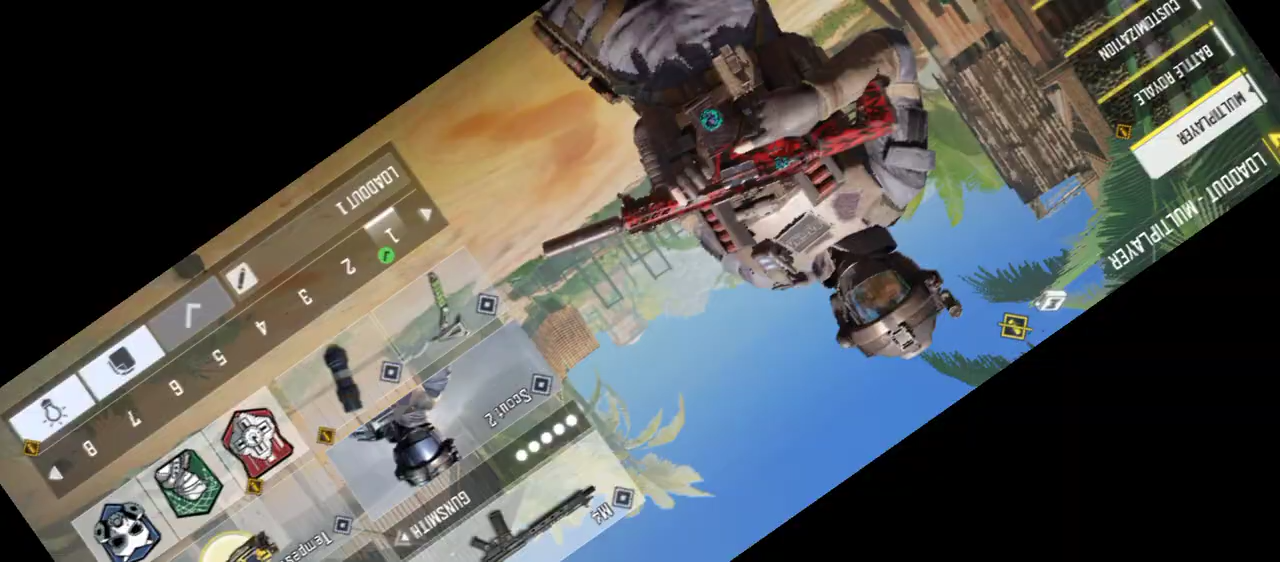 LOADOUT - MULTIPLAYER
MULTIPLAYER
BATTLE ROYALE
CUSTOMIZATION
M4
GUNSMITH
Scout 2
1
2
3
4
5
6
7
8
LOADOUT 1